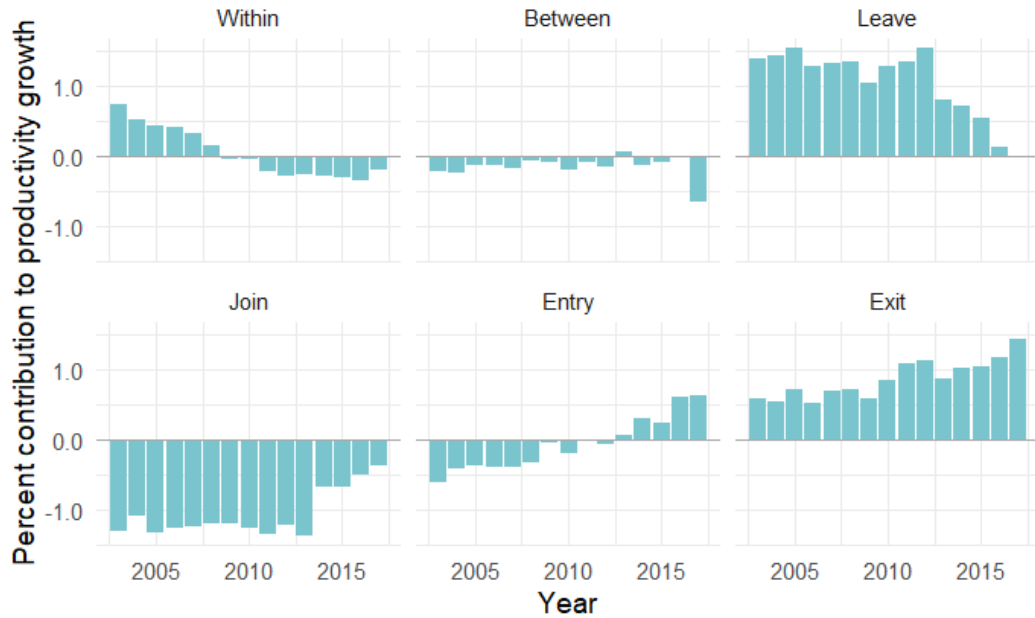 Within Between Leave
Percent contribution to productivity growth
1.0
0.0
-1.0
Join Entry Exit
1.0
0.0
-1.0
2005 2010 2015 2005 2010 2015 2005 2010 2015
Year